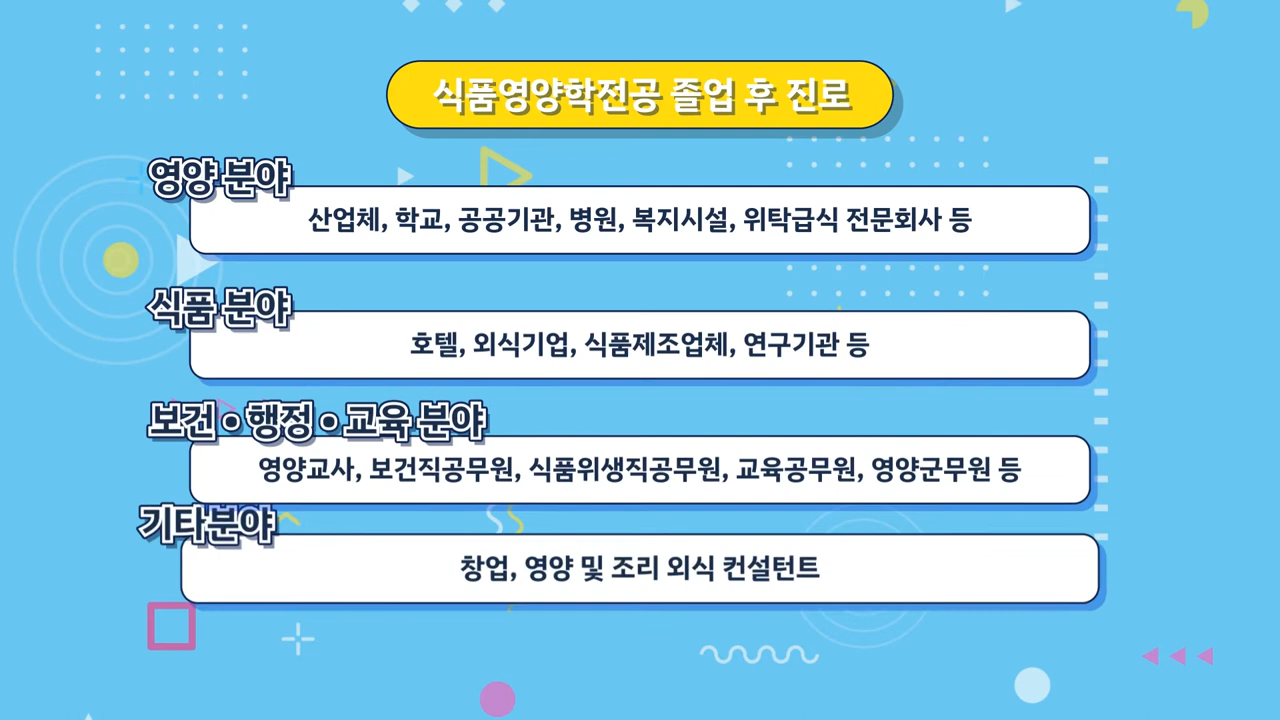 식품영양학전공 졸업 후 진로
영양 분야
산업체, 학교, 공공기관, 병원, 복지시설, 위탁급식 전문회사 등
식품 분야
호텔, 외식기업, 식품제조업체, 연구기관 등
보건 • 행정 • 교육 분야
영양교사, 보건직공무원, 식품위생직공무원, 교육공무원, 영양군무원 등
기타분야
창업, 영양 및 조리 외식 컨설턴트